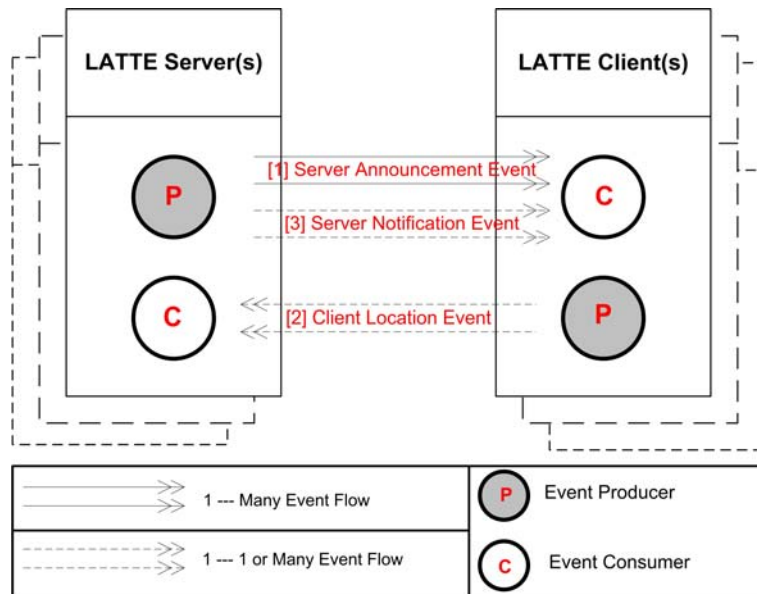 LATTE Server(s)
LATTE Client(s)
[1] Server Announcement Event
P
C
[3] Server Notification Event
C
[2] Client Location Event
P
1 --- Many Event Flow
P
Event Producer
1 --- 1 or Many Event Flow
C
Event Consumer